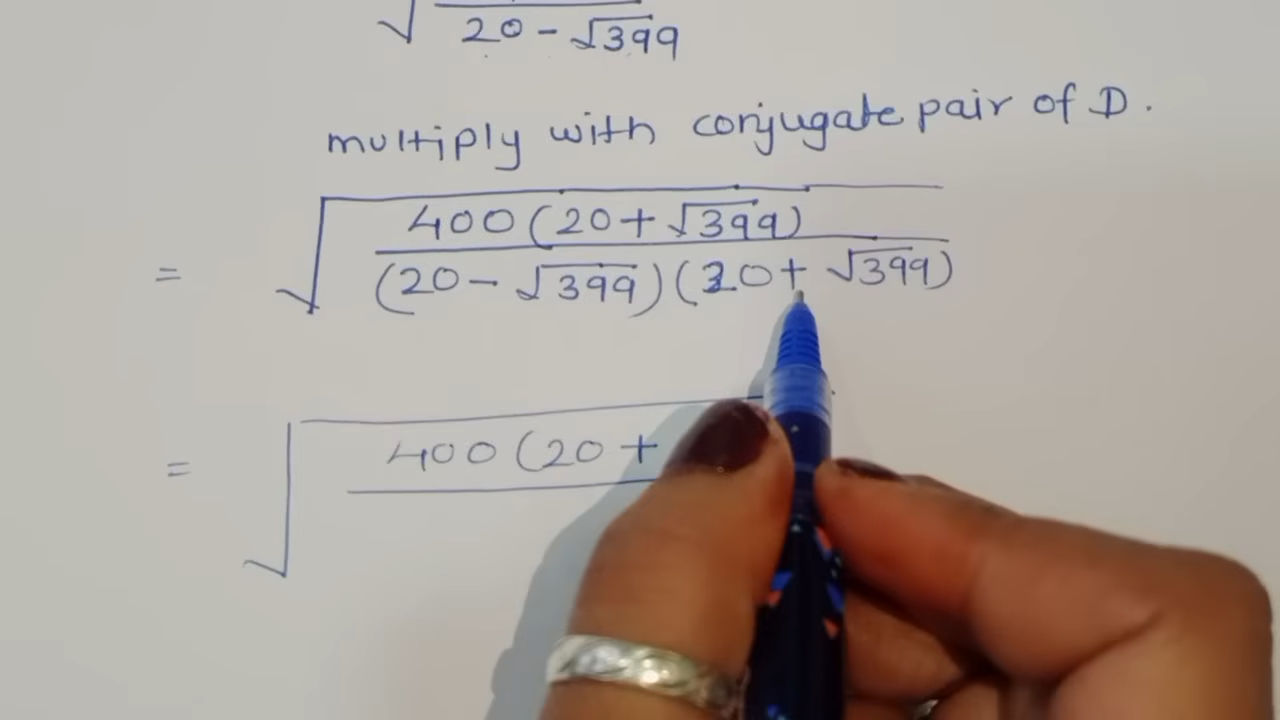 √ 20 - √399
multiply with conjugate pair of D.
= √ 400 (20 + √399)
(20 - √399) (20 + √399)
= √ 400 (20 +